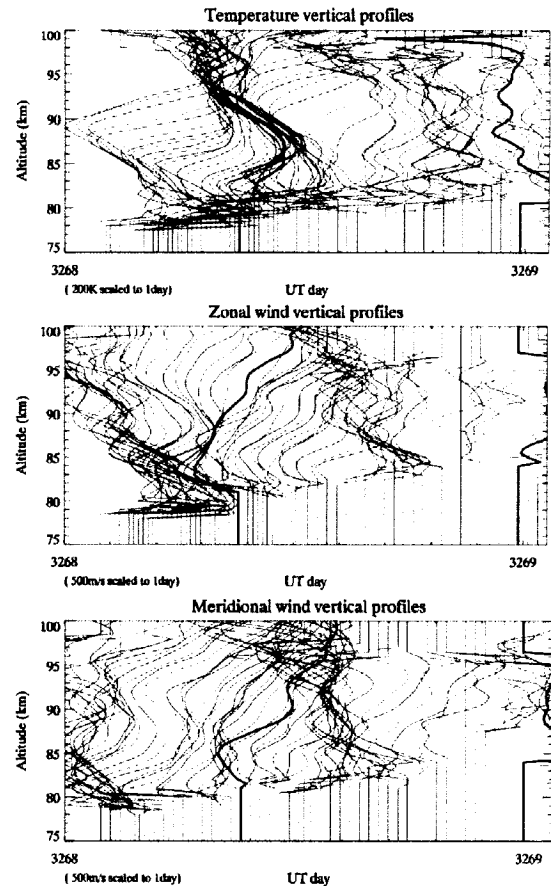 Temperature vertical profiles
100
95
90
85
80
75
Altitude (km)
3268
3269
( 200K scaled to 1day)
UT day
Zonal wind vertical profiles
100
95
90
85
80
75
Altitude (km)
3268
3269
( 500m/s scaled to 1day)
UT day
Meridional wind vertical profiles
100
95
90
85
80
75
Altitude (km)
3268
3269
( 500m/s scaled to 1day)
UT day